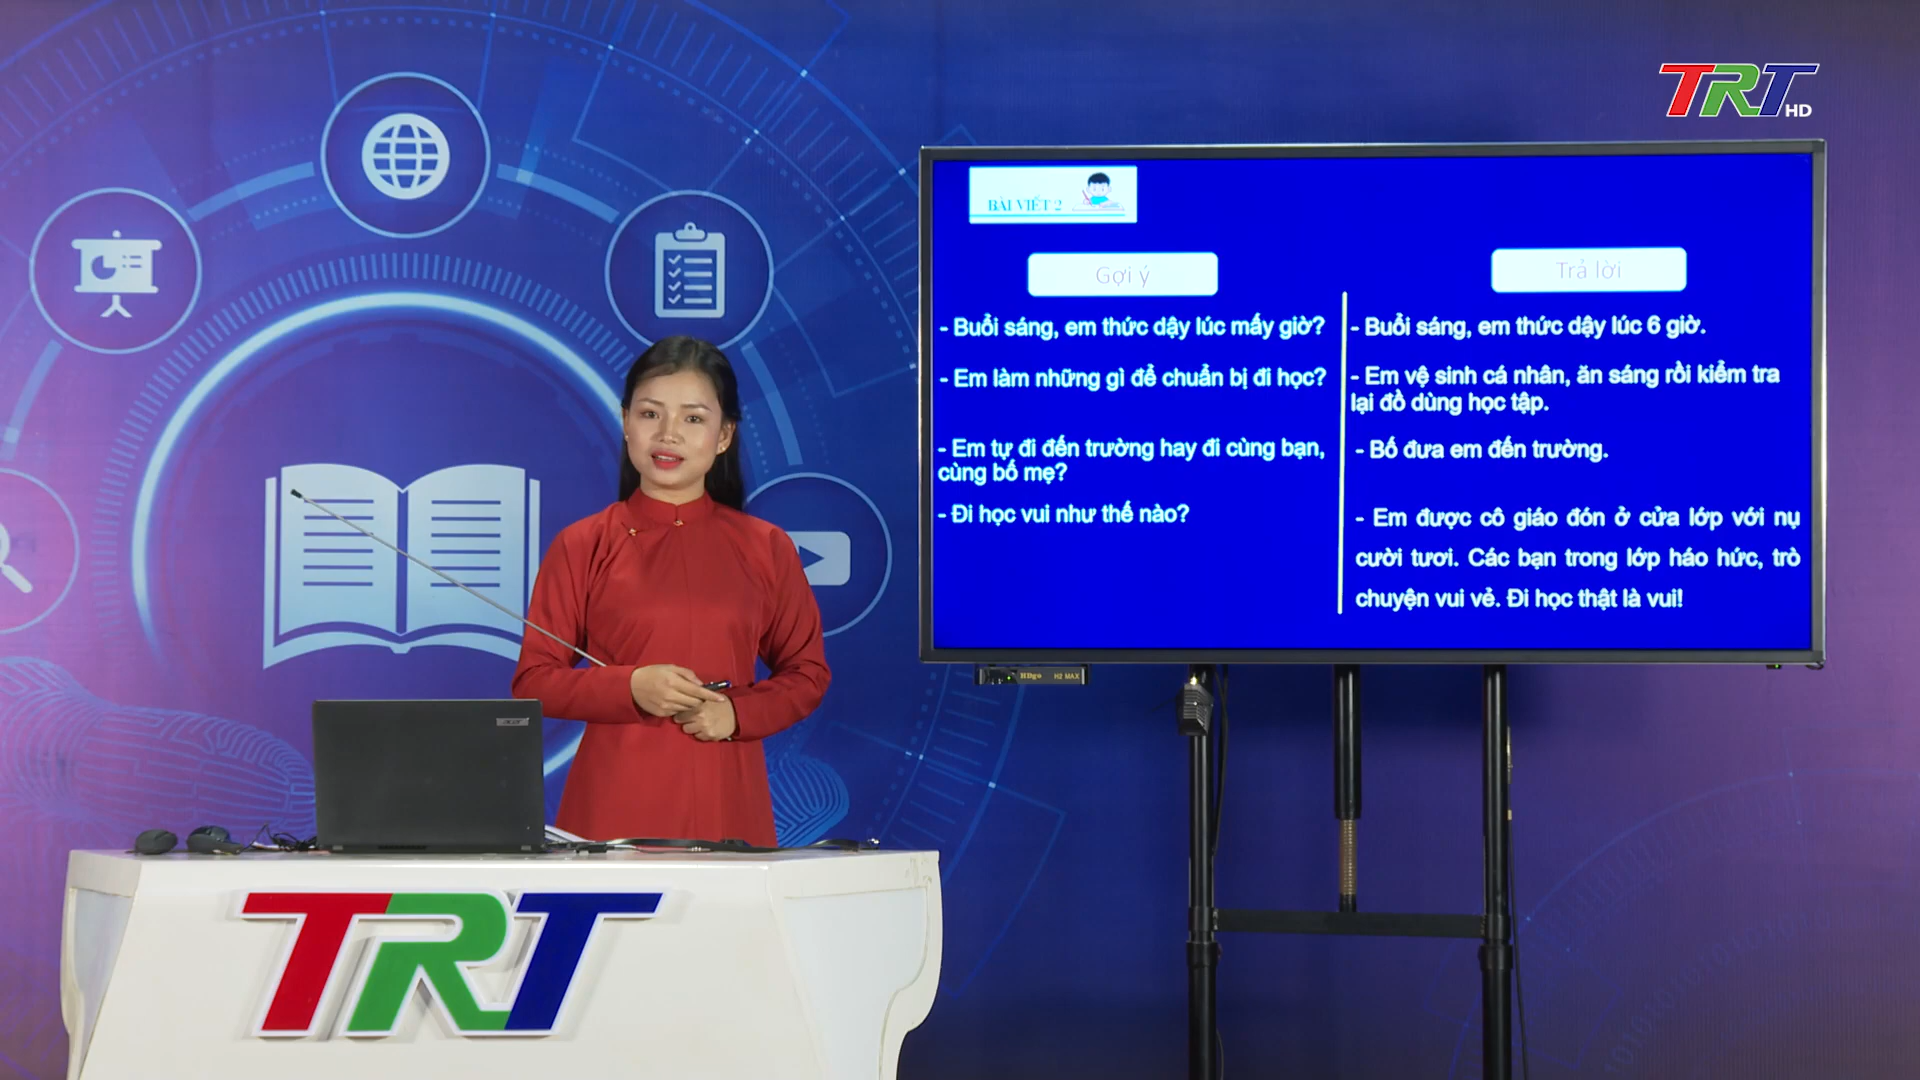 TRT HD
BÀI VIẾT 2
Gợi ý
- Buổi sáng, em thức dậy lúc mấy giờ?
- Em làm những gì để chuẩn bị đi học?
- Em tự đi đến trường hay đi cùng bạn,
cùng bố mẹ?
- Đi học vui như thế nào?
Trả lời
- Buổi sáng, em thức dậy lúc 6 giờ.
- Em vệ sinh cá nhân, ăn sáng rồi kiểm tra
lại đồ dùng học tập.
- Bố đưa em đến trường.
- Em được cô giáo đón ở cửa lớp với nụ
cười tươi. Các bạn trong lớp háo hức, trò
chuyện vui vẻ. Đi học thật là vui!
HDgo H2 MAX
acer
TRT